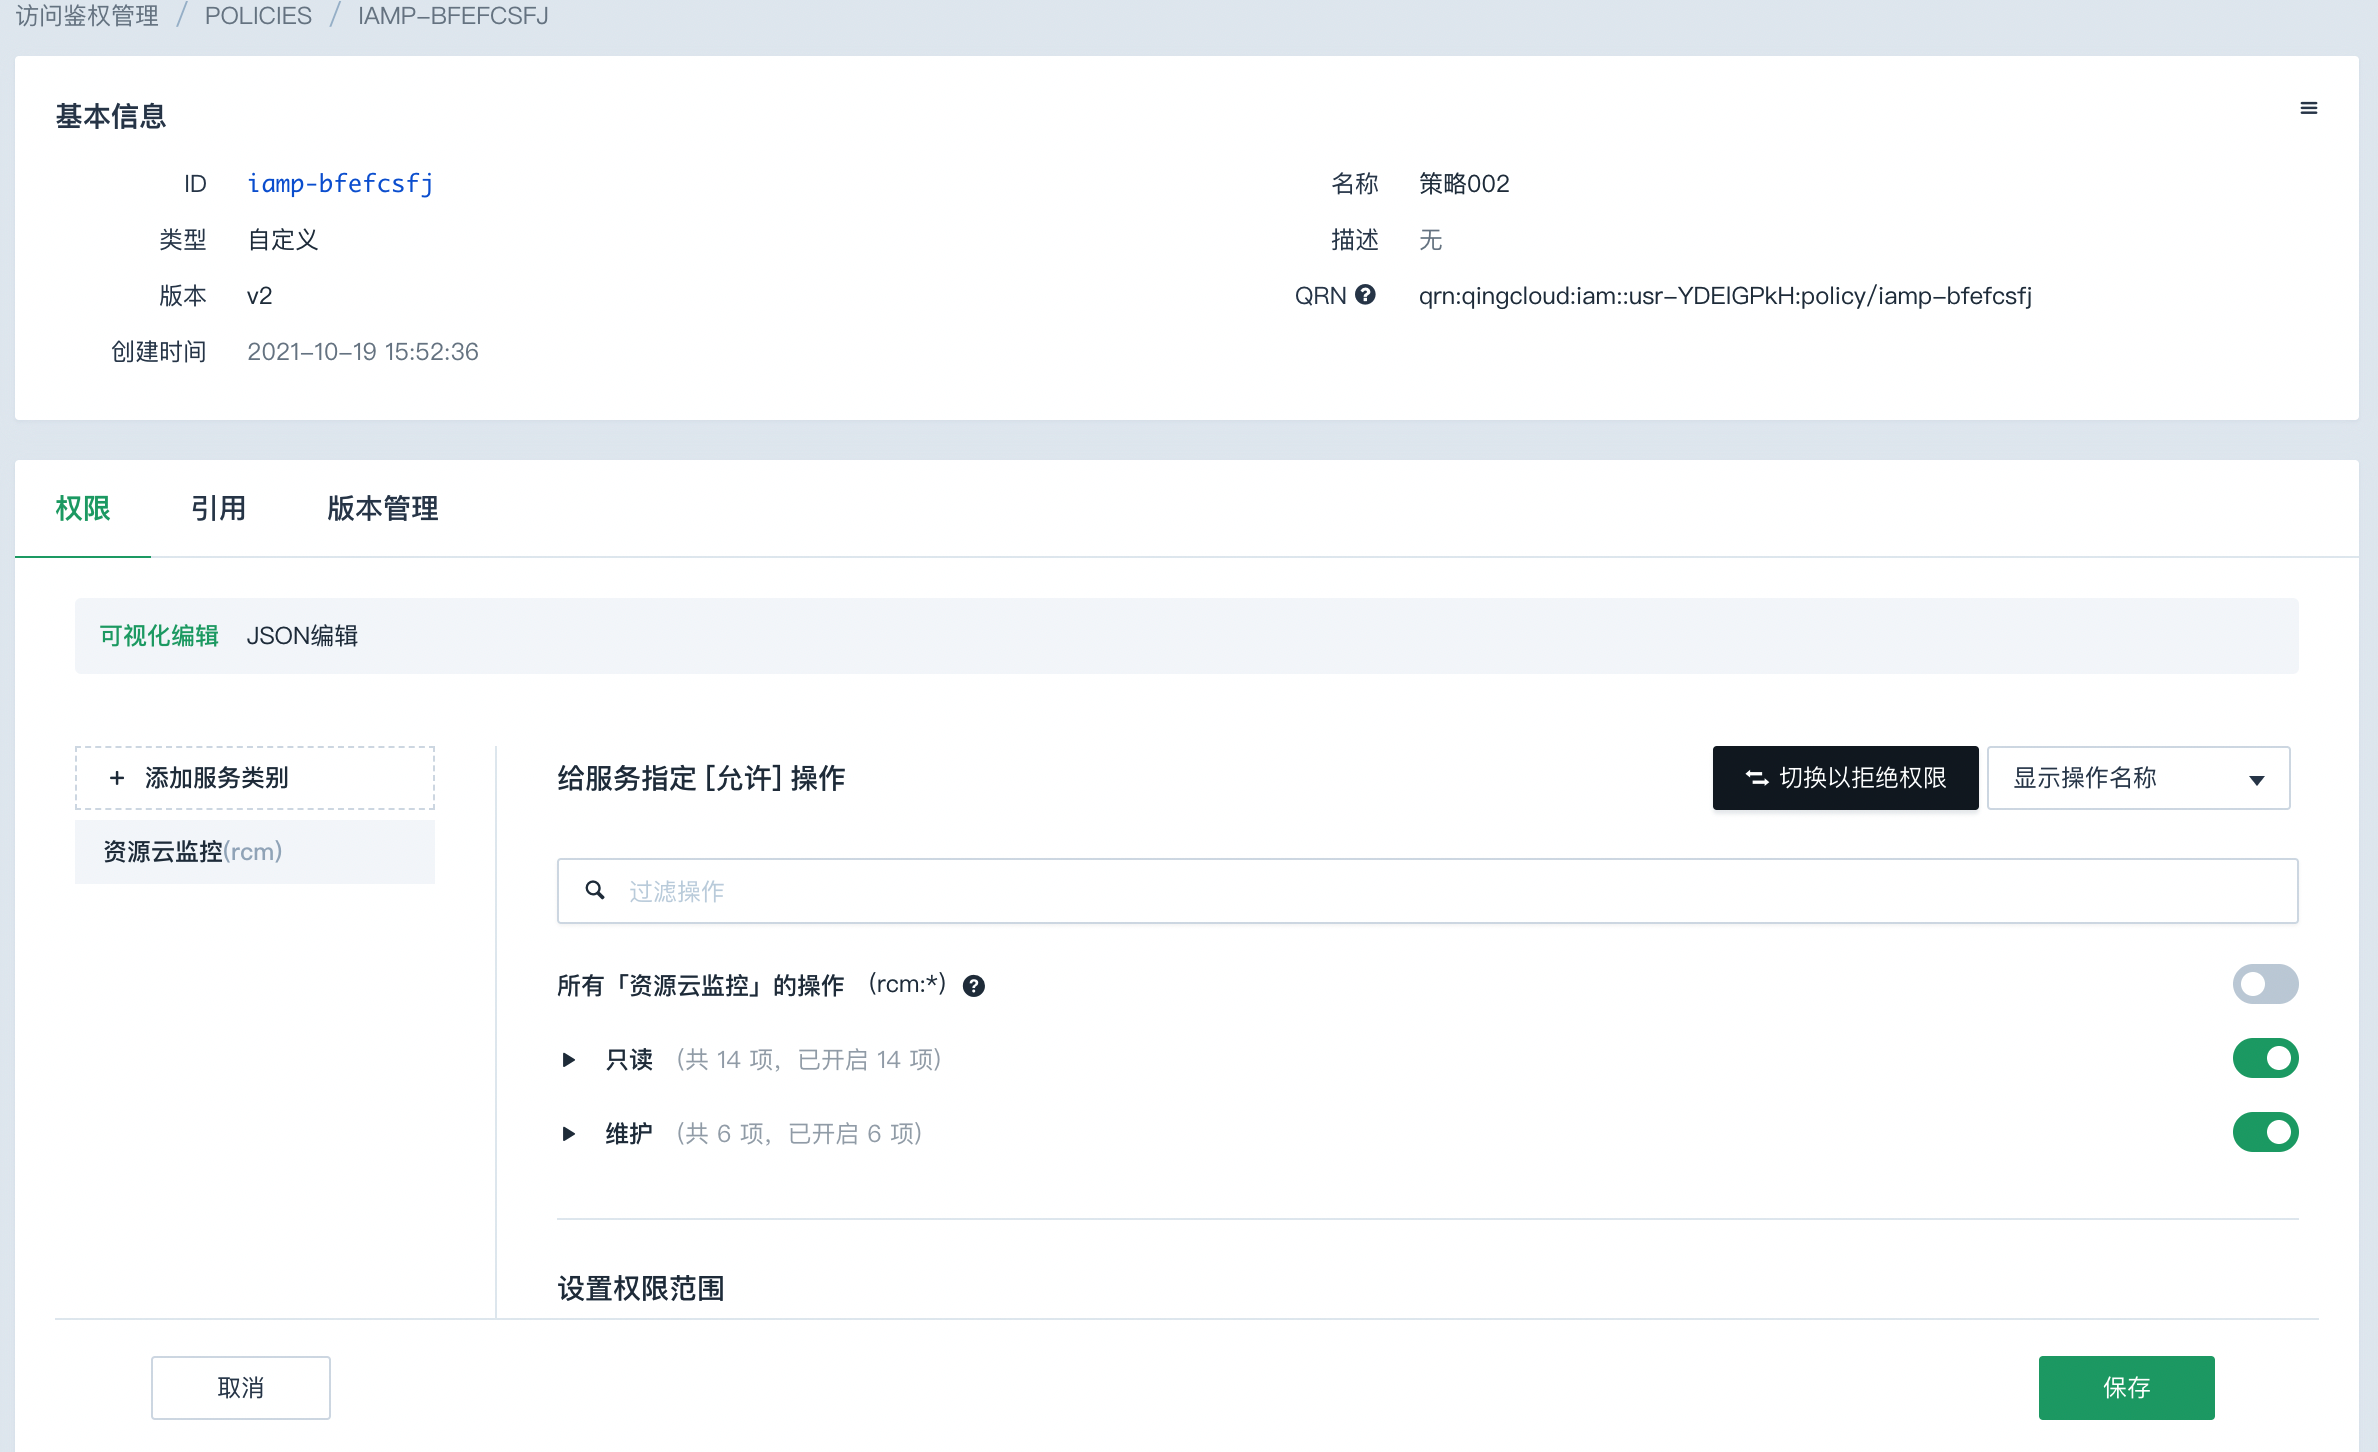 访问鉴权管理 / POLICIES / IAMP-BFEFCSFJ
基本信息
ID iamp-bfefcsfj
名称 策略002
类型 自定义
描述 无
版本 v2
QRN qrn:qingcloud:iam::usr-YDElGPkH:policy/iamp-bfefcsfj
创建时间 2021-10-19 15:52:36
权限 引用 版本管理
可视化编辑 JSON编辑
+ 添加服务类别
资源云监控(rcm)
给服务指定 [允许] 操作
切换以拒绝权限
显示操作名称
过滤操作
所有「资源云监控」的操作 (rcm:*)
只读 (共 14 项, 已开启 14 项)
维护 (共 6 项, 已开启 6 项)
设置权限范围
取消
保存